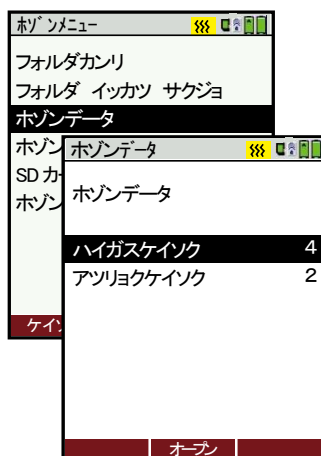 ホゾンメニュー
フォルダカンリ
フォルダ イッカツ サクジョ
ホゾンデータ
ホゾン
SD カー
ホゾン
ケイソ
ホゾンデータ
ホゾンデータ
ハイガスケイソク 4
アツリョクケイソク 2
オープン